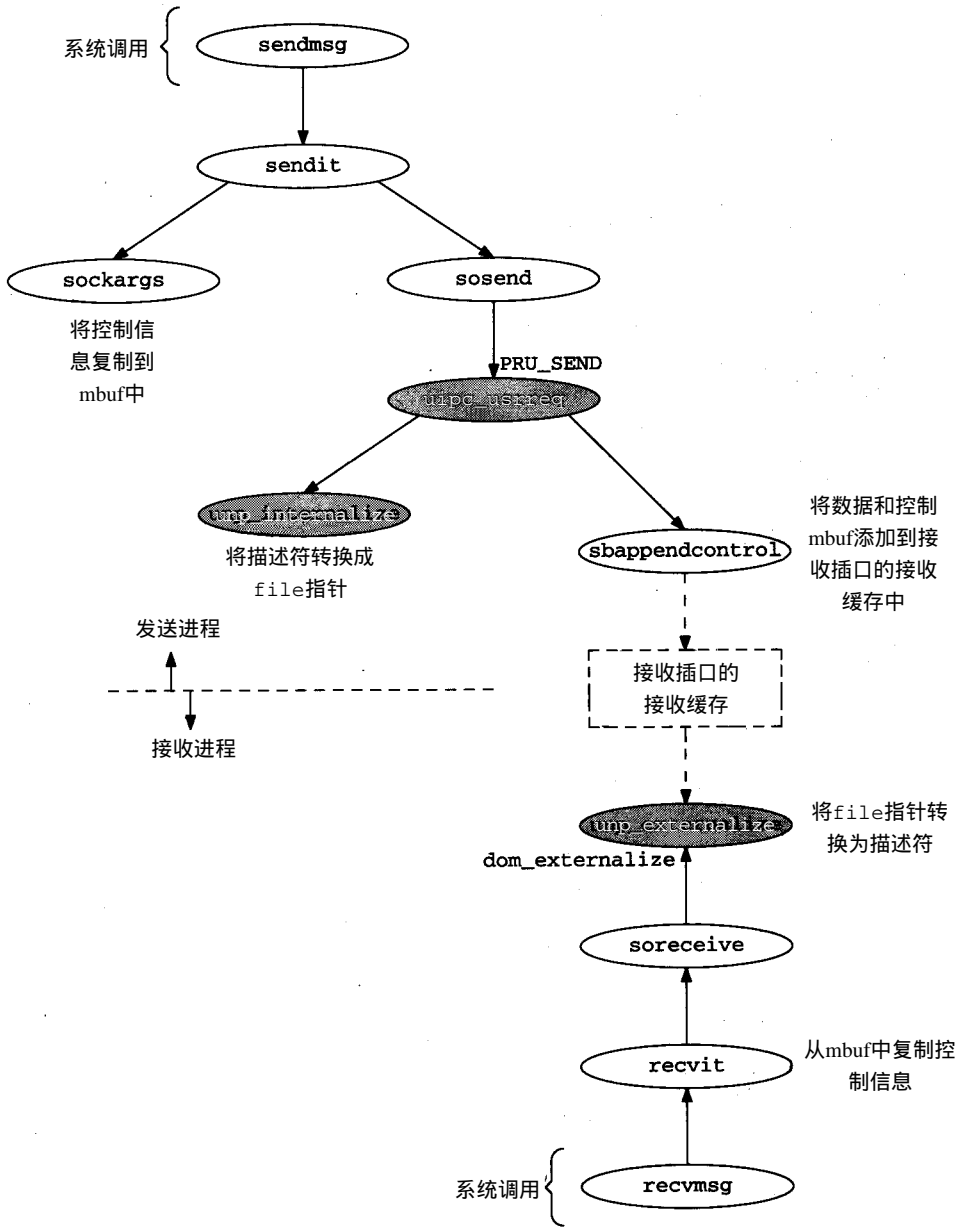 系统调用
sendmsg
sendit
sockargs
sosend
将控制信
息复制到
mbuf中
PRU_SEND
uipc_usrreq
unp_internalize
将描述符转换成
file指针
sbappendcontrol
将数据和控制
mbuf添加到接
收插口的接收
缓存中
发送进程
接收进程
接收插口的
接收缓存
unp_externalize
将file指针转
换为描述符
dom_externalize
soreceive
recvit
从mbuf中复制控
制信息
系统调用
recvmsg